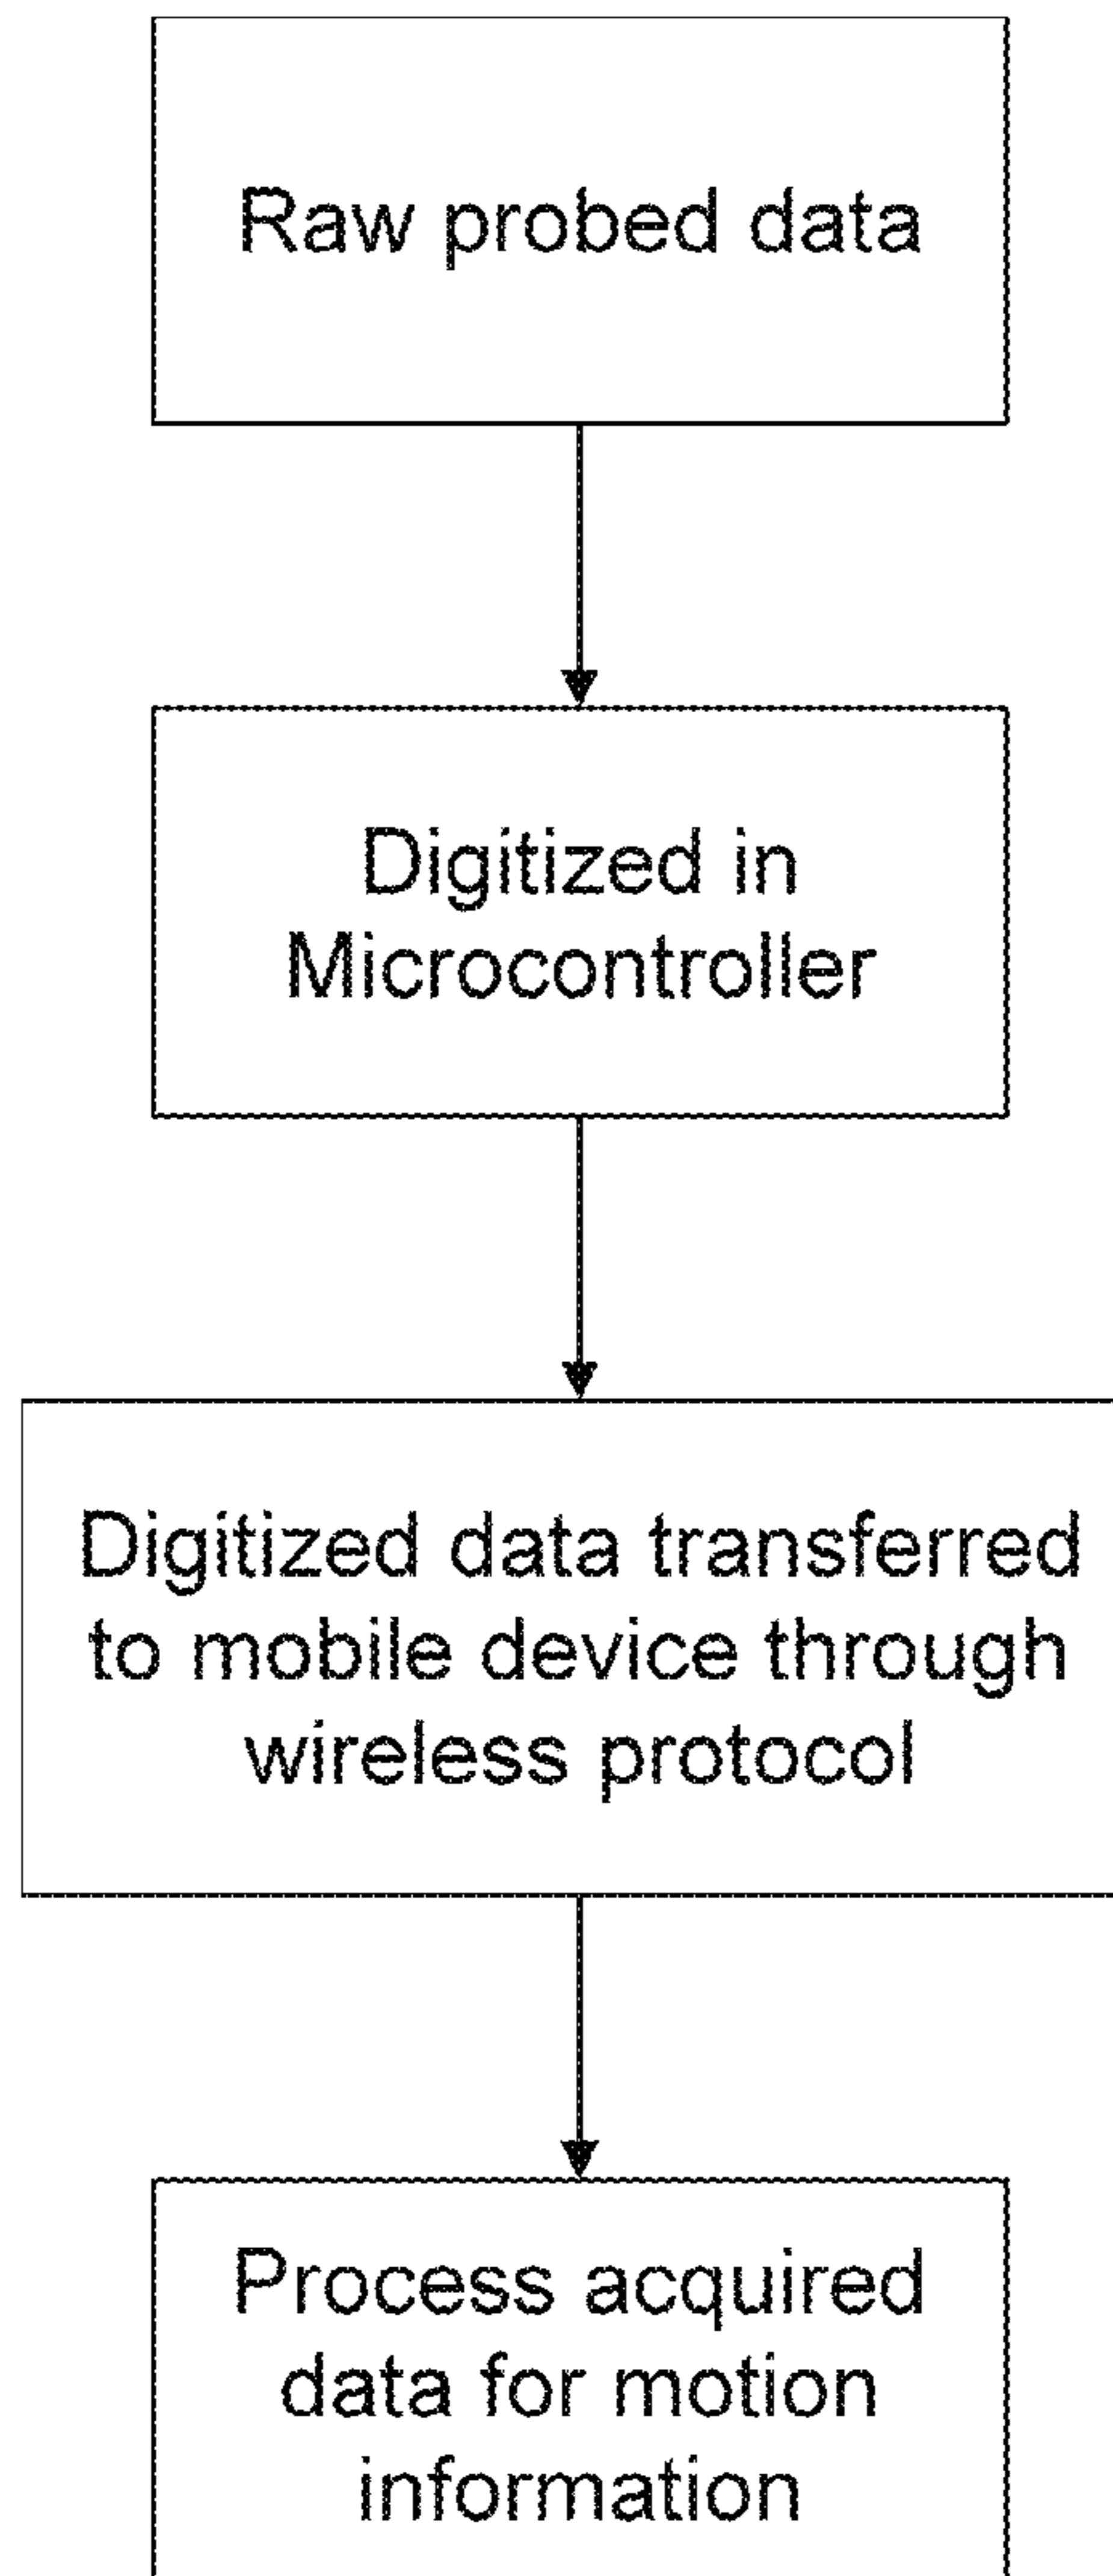 Raw probed data
Digitized in
Microcontroller
Digitized data transferred
to mobile device through
wireless protocol
Process acquired
data for motion
information